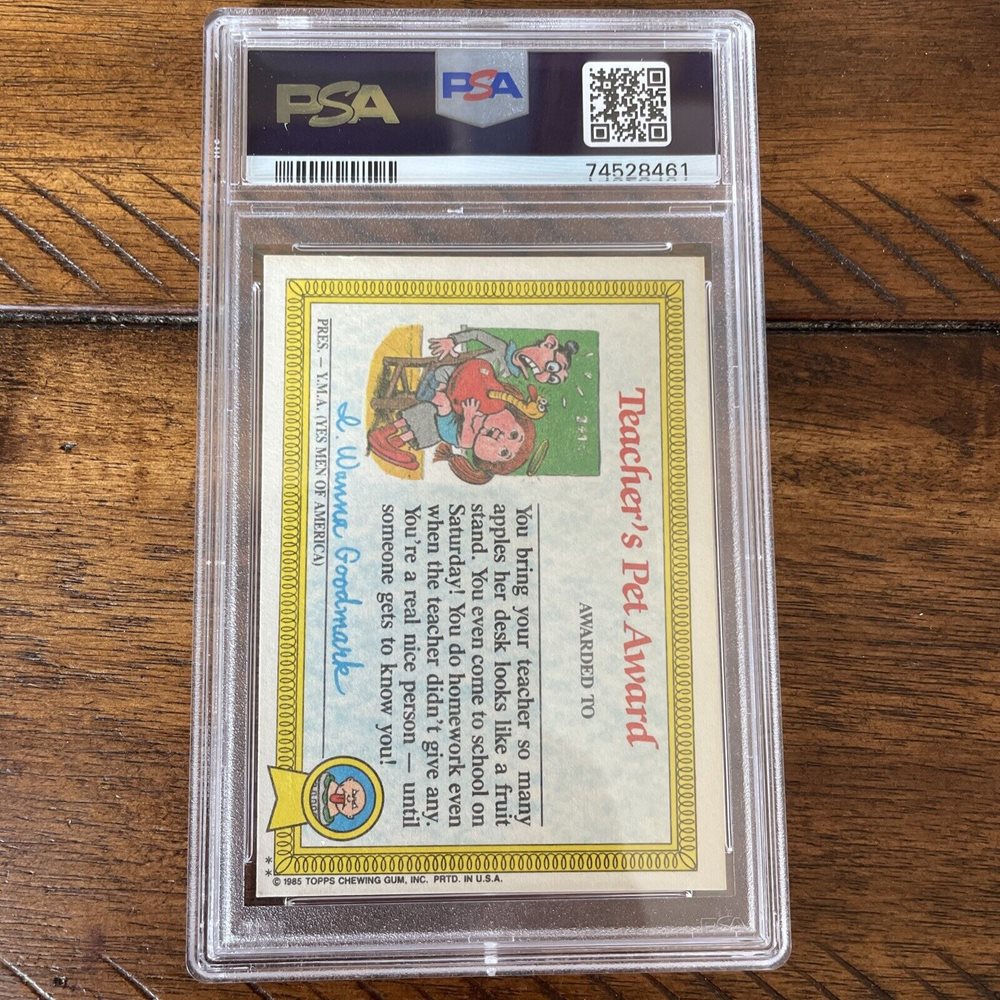 PSA
PSA
74528461
Teacher's Pet Award
AWARDED TO
You bring your teacher so many
apples her desk looks like a fruit
stand. You even come to school on
Saturday! You do homework even
when the teacher didn't give any.
You're a real nice person — until
someone gets to know you!
I. Wanna Goodmark
PRES. — Y.M.A. (YES MEN OF AMERICA)
** © 1985 TOPPS CHEWING GUM, INC. PRTD. IN U.S.A.
PSA